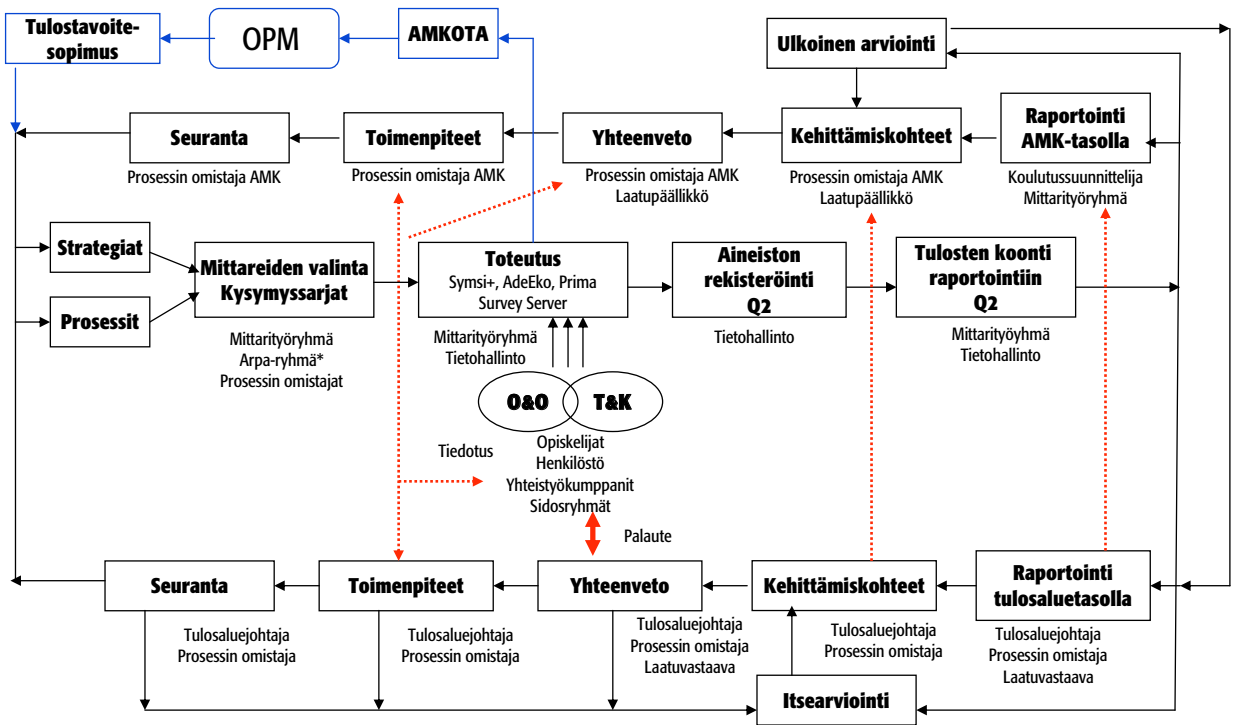 Tulostavoite-
sopimus
OPM
AMKOTA
Ulkoinen arviointi
Seuranta
Prosessin omistaja AMK
Toimenpiteet
Prosessin omistaja AMK
Yhteenveto
Prosessin omistaja AMK
Laatupäällikkö
Kehittämiskohteet
Prosessin omistaja AMK
Laatupäällikkö
Raportointi
AMK-tasolla
Koulutussuunnittelija
Mittarityöryhmä
Strategiat
Prosessit
Mittareiden valinta
Kysymyssarjat
Mittarityöryhmä
Arpa-ryhmä*
Prosessin omistajat
Toteutus
Symsi+, AdeEko, Prima
Survey Server
Mittarityöryhmä
Tietohallinto
Aineiston
rekisteröinti
Q2
Tietohallinto
Tulosten koonti
raportointiin
Q2
Mittarityöryhmä
Tietohallinto
O&O
T&K
Opiskelijat
Henkilöstö
Yhteistyökumppanit
Sidosryhmät
Tiedotus
Palaute
Seuranta
Tulosaluejohtaja
Prosessin omistaja
Toimenpiteet
Tulosaluejohtaja
Prosessin omistaja
Yhteenveto
Tulosaluejohtaja
Prosessin omistaja
Laatuvastaava
Kehittämiskohteet
Tulosaluejohtaja
Prosessin omistaja
Raportointi
tulosaluetasolla
Tulosaluejohtaja
Prosessin omistaja
Laatuvastaava
Itsearviointi